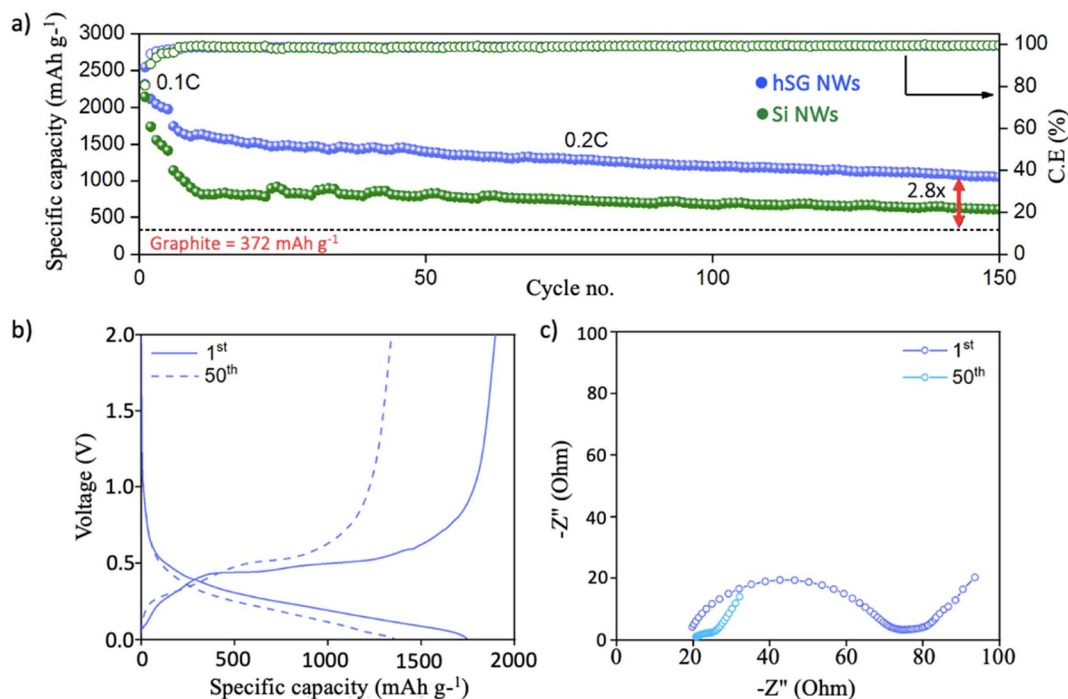 a)
3000
2500
2000
1500
1000
500
0
Specific capacity (mAh g⁻¹)
0.1C
0.2C
hSG NWs
Si NWs
2.8x
Graphite = 372 mAh g⁻¹
100
80
60
40
20
0
C.E (%)
0 50 100 150
Cycle no.
b)
1ˢᵗ
50ᵗʰ
2.0
1.5
1.0
0.5
0.0
Voltage (V)
0 500 1000 1500 2000
Specific capacity (mAh g-¹)
c)
1ˢᵗ
50ᵗʰ
100
80
60
40
20
0
-Z" (Ohm)
0 20 40 60 80 100
-Z" (Ohm)